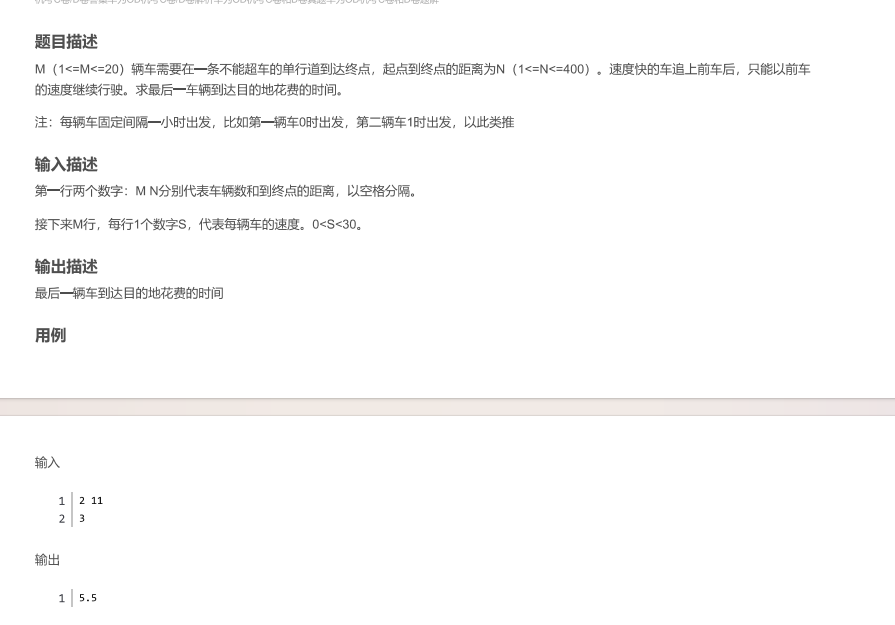 题目描述
M（1<=M<=20）辆车需要在一条不能超车的单行道到达终点，起点到终点的距离为N（1<=N<=400）。速度快的车追上前车后，只能以前车
的速度继续行驶。求最后一车辆到达目的地花费的时间。
注：每辆车固定间隔一小时出发，比如第一辆车0时出发，第二辆车1时出发，以此类推
输入描述
第一行两个数字：M N分别代表车辆数和到终点的距离，以空格分隔。
接下来M行，每行1个数字S，代表每辆车的速度。0<S<30。
输出描述
最后一辆车到达目的地花费的时间
用例
输入
1 2 11
2 3
输出
1 5.5